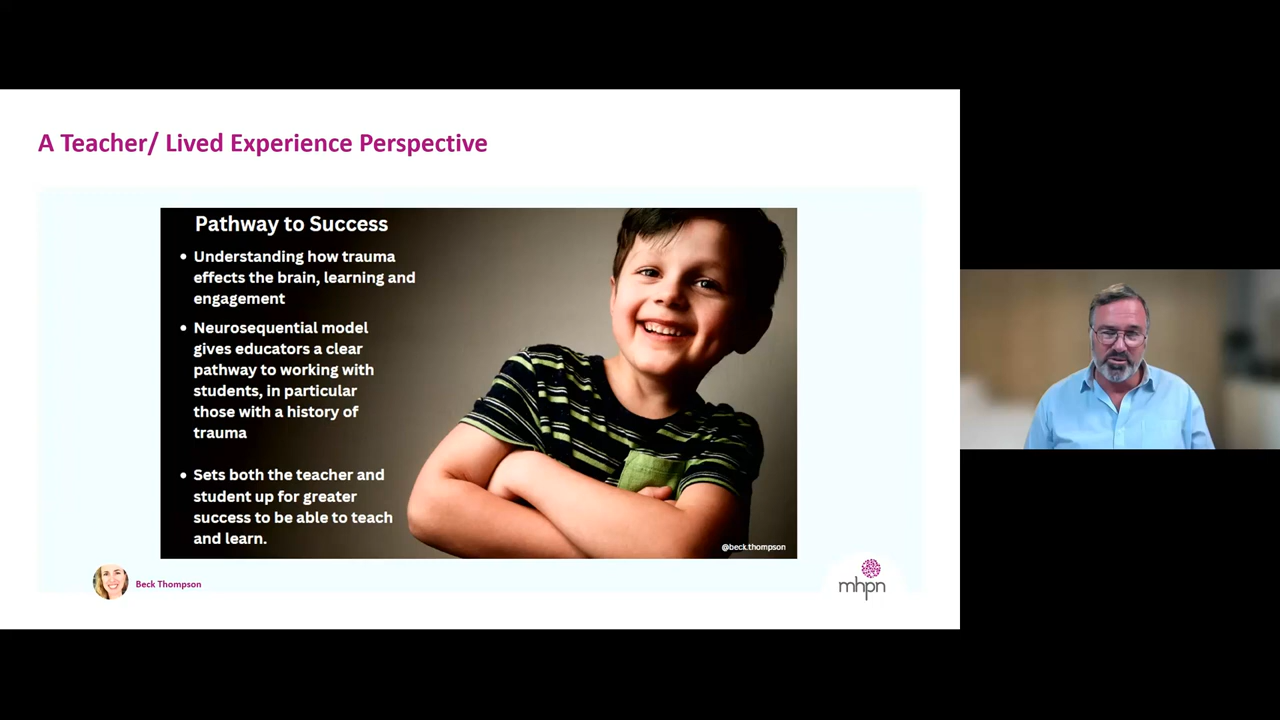 A Teacher/ Lived Experience Perspective
Pathway to Success
• Understanding how trauma
effects the brain, learning and
engagement
• Neurosequential model
gives educators a clear
pathway to working with
students, in particular
those with a history of
trauma
• Sets both the teacher and
student up for greater
success to be able to teach
and learn.
@beck.thompson
Beck Thompson
mhpn